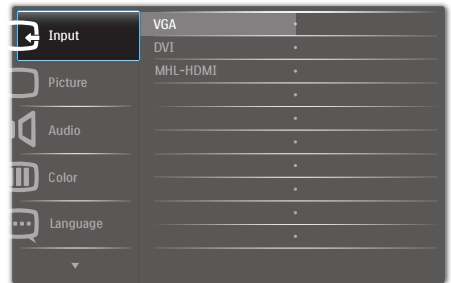 Input
Picture
Audio
Color
Language
VGA
DVI
MHL-HDMI